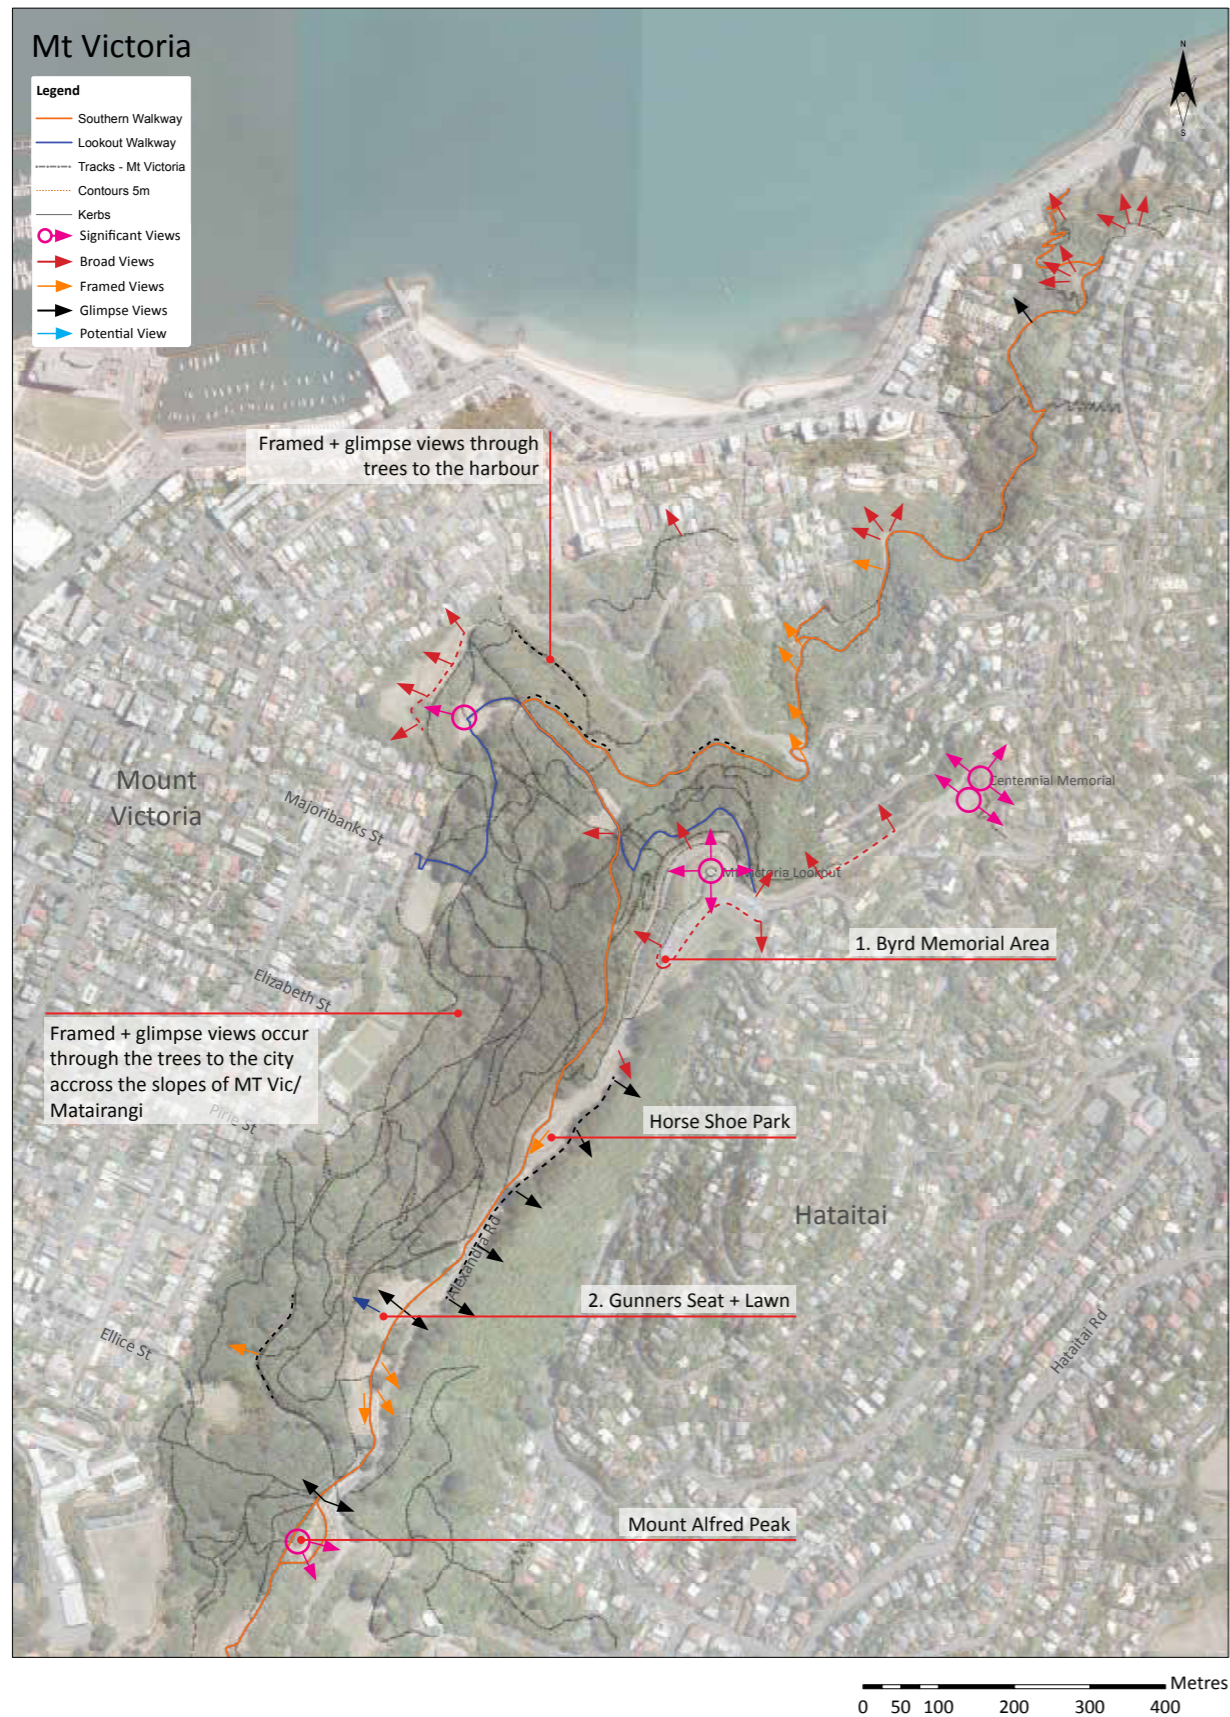 Mt Victoria
Legend
Southern Walkway
Lookout Walkway
Tracks - Mt Victoria
Contours 5m
Kerbs
Significant Views
Broad Views
Framed Views
Glimpse Views
Potential View
N
S
Framed + glimpse views through
trees to the harbour
Mount
Victoria
Majoribanks St
Centennial Memorial
Mt Victoria Lookout
1. Byrd Memorial Area
Elizabeth St
Framed + glimpse views occur
through the trees to the city
accross the slopes of MT Vic/
Matairangi
Pirie St
Horse Shoe Park
Hataitai
Alexandra Rd
2. Gunners Seat + Lawn
Ellice St
Hataitai Rd
Mount Alfred Peak
Metres
0 50 100 200 300 400